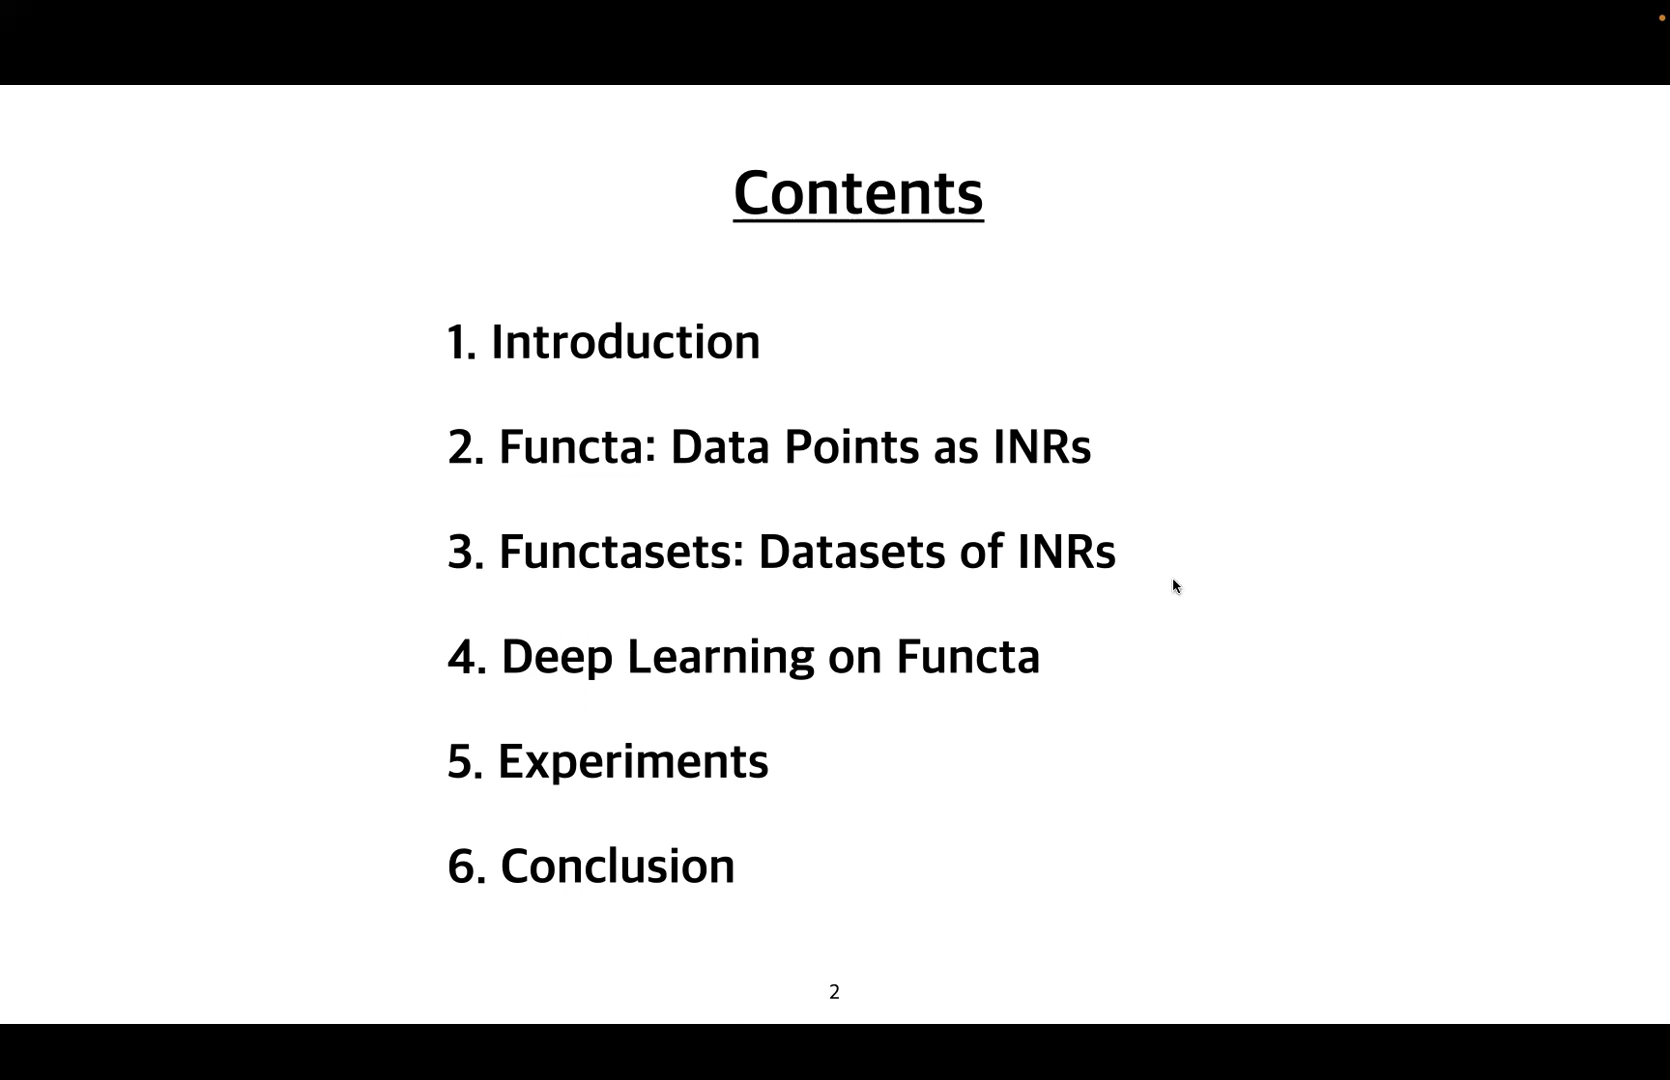 Contents
1. Introduction
2. Functa: Data Points as INRs
3. Functasets: Datasets of INRs
4. Deep Learning on Functa
5. Experiments
6. Conclusion
2